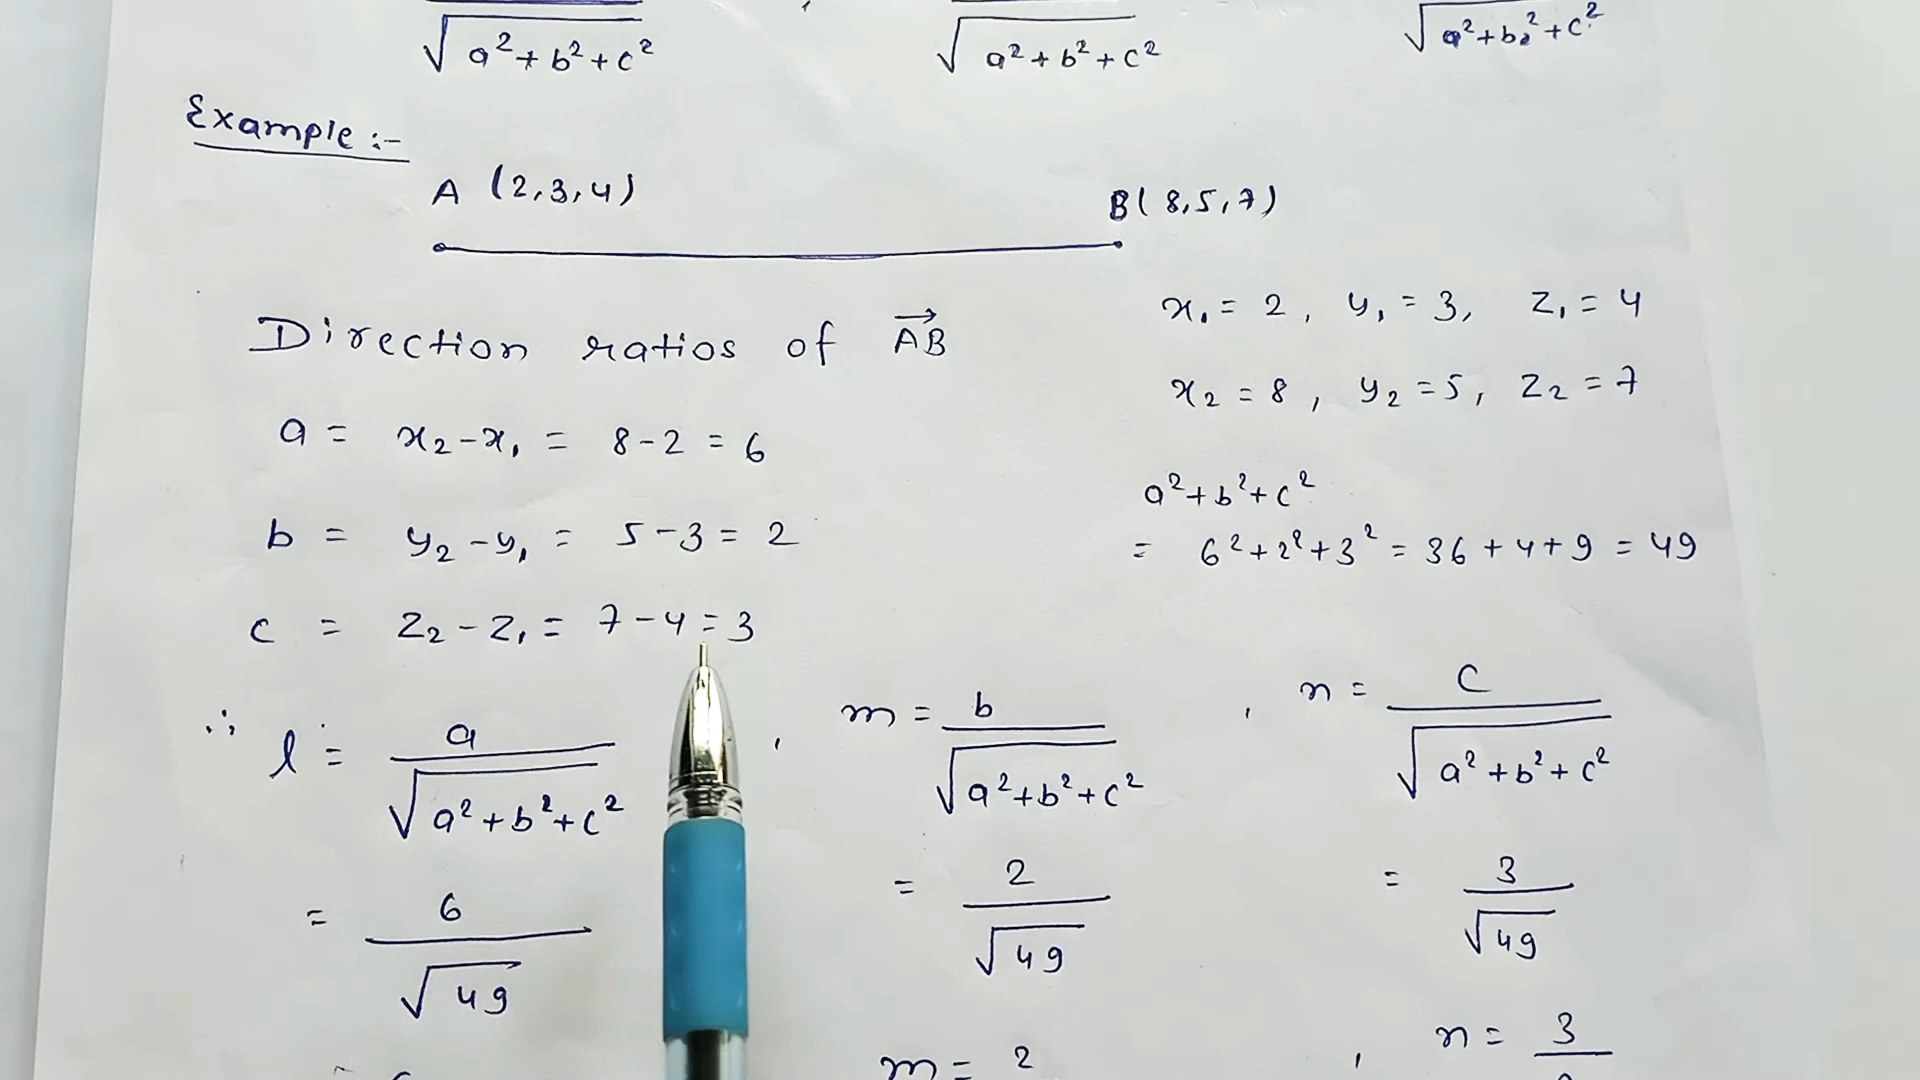 √a²+b²+c² , √a²+b²+c² √a²+b²+c²
Example :-
A (2,3,4) B(8,5,7)
x₁ = 2, y₁ = 3, z₁ = 4
Direction ratios of AB
x₂ = 8, y₂ = 5, z₂ = 7
a = x₂-x₁ = 8-2 = 6
a²+b²+c²
b = y₂-y₁ = 5-3 = 2
= 6²+2²+3² = 36+4+9 = 49
c = z₂-z₁ = 7-4 = 3
∴ l = a/√a²+b²+c² , m = b/√a²+b²+c² , n = c/√a²+b²+c²
= 6/√49 = 2/√49 = 3/√49
m = 2 , n = 3